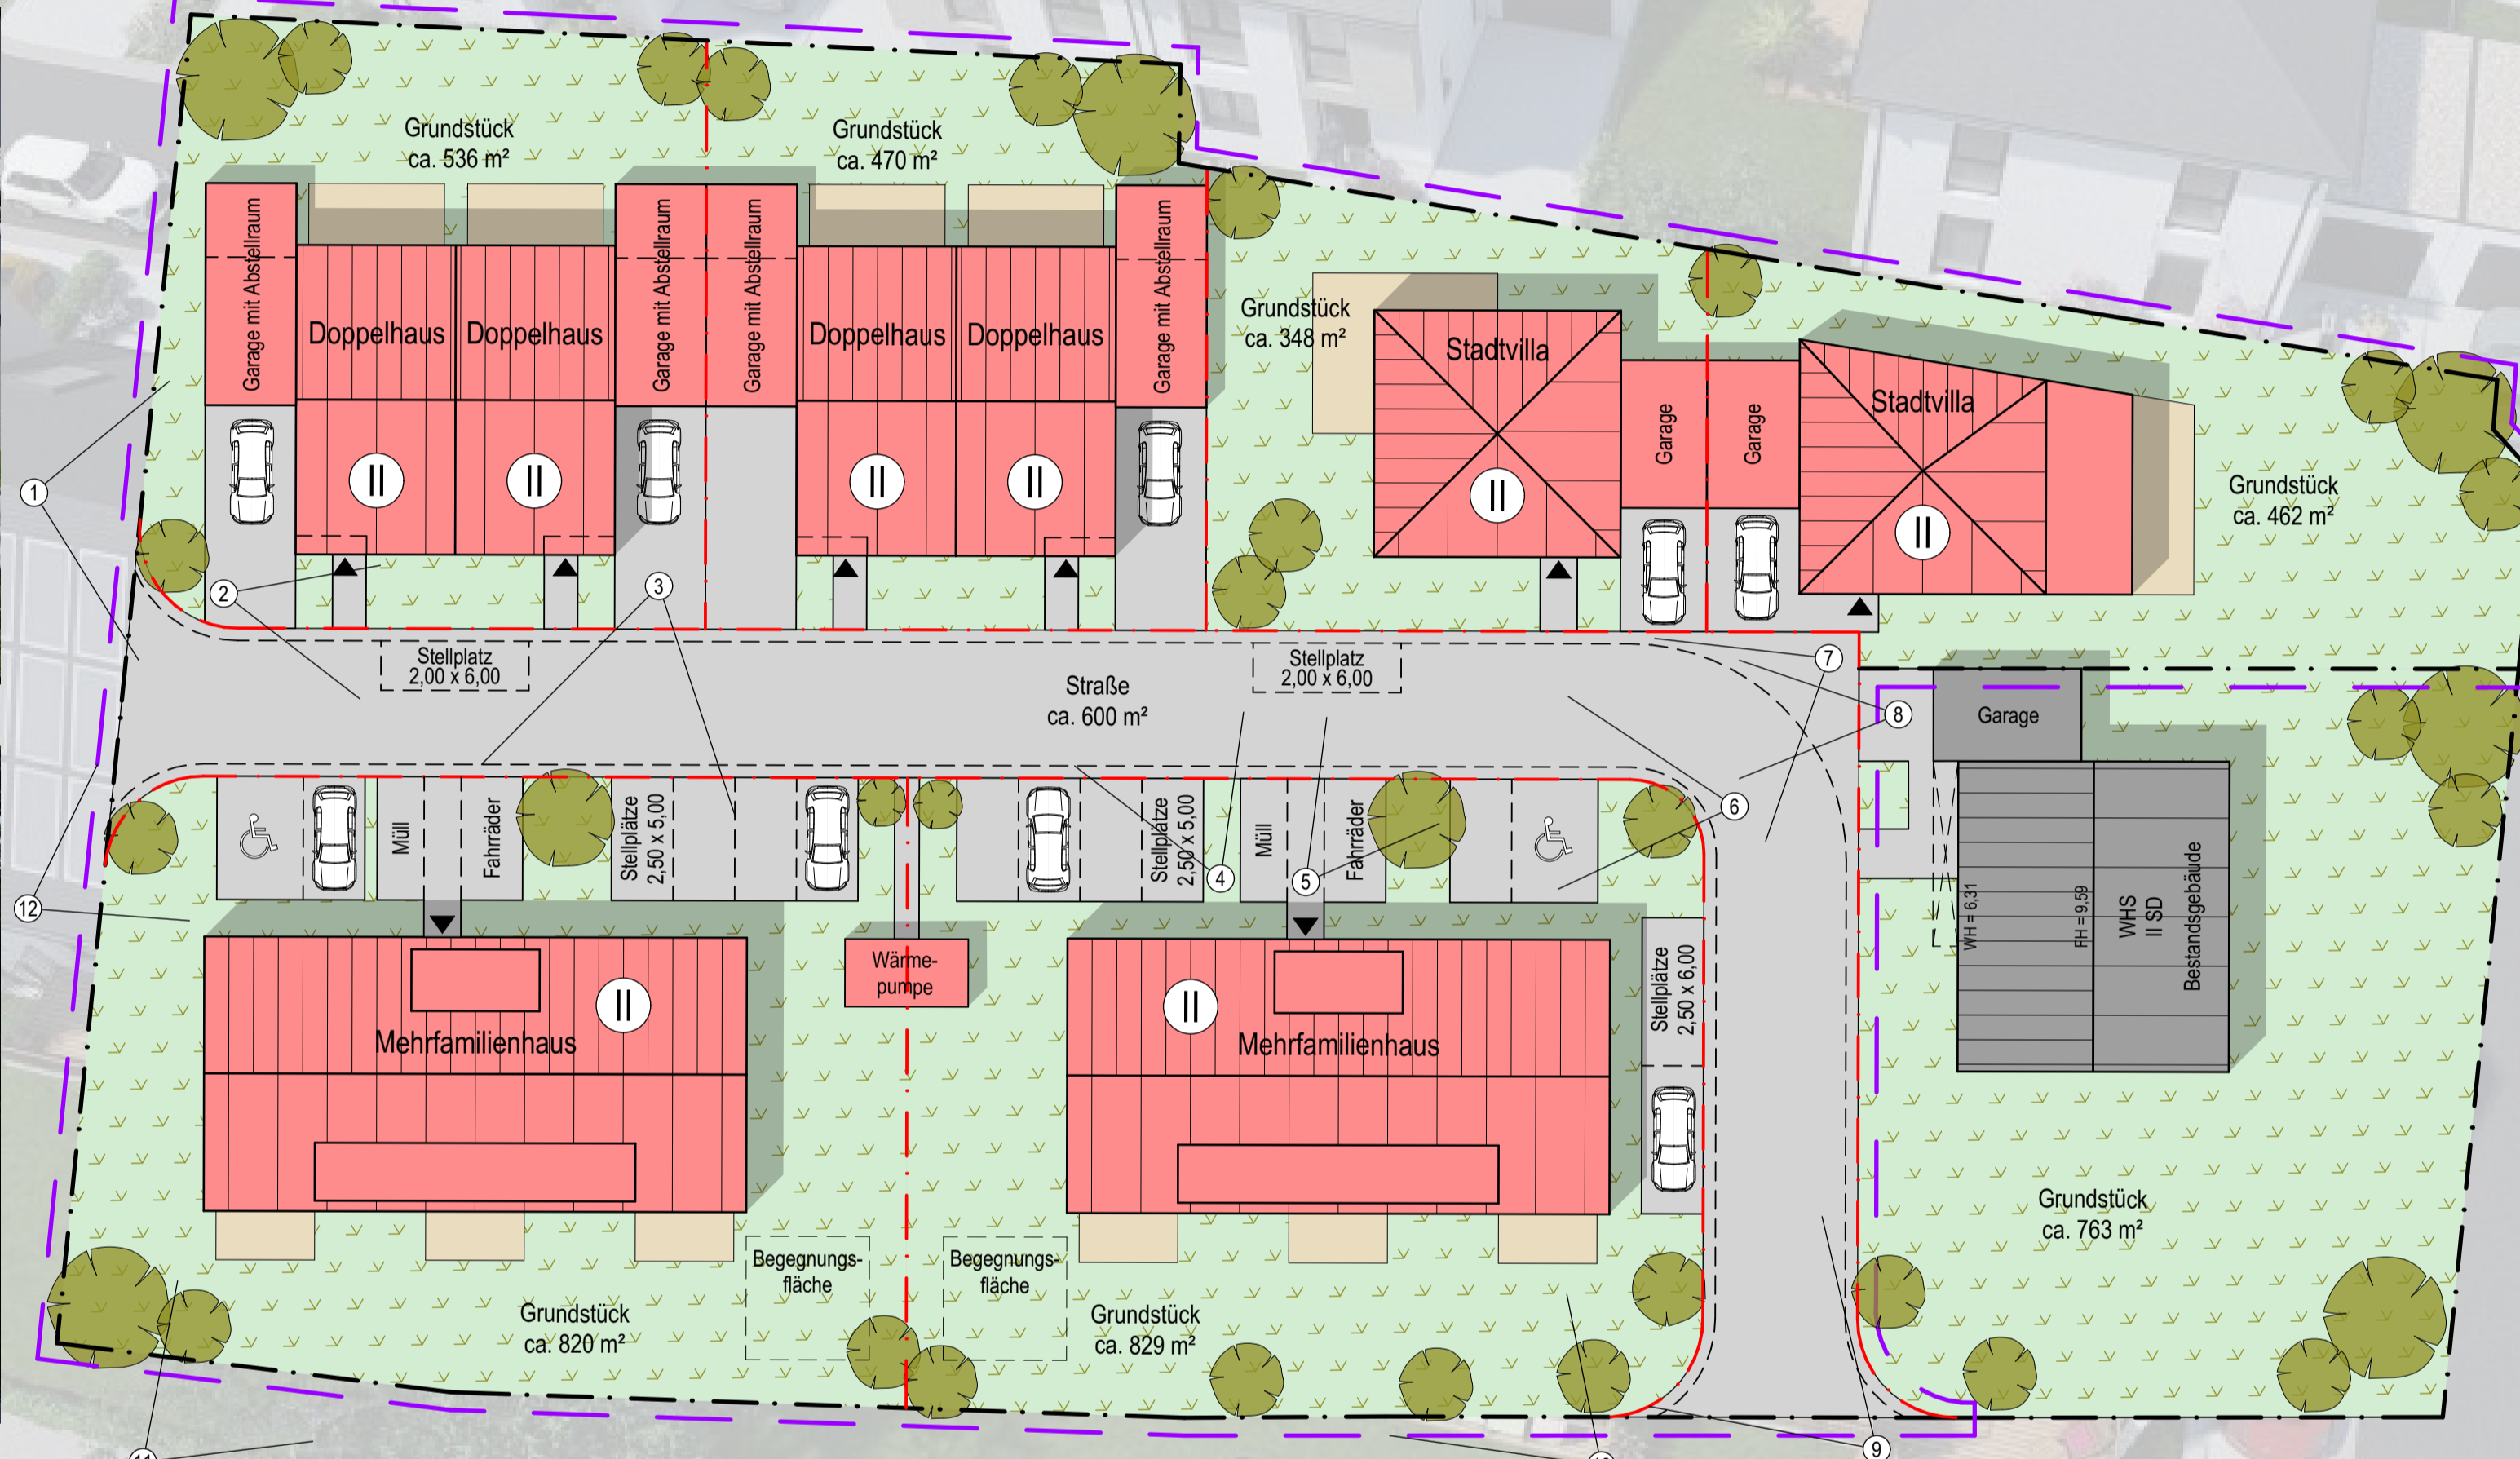 Grundstück
ca. 536 m²
Grundstück
ca. 470 m²
Garage mit Abstellraum
Doppelhaus
Doppelhaus
Garage mit Abstellraum
Garage mit Abstellraum
Doppelhaus
Doppelhaus
Garage mit Abstellraum
Grundstück
ca. 348 m²
Stadtvilla
Garage
Garage
Stadtvilla
Grundstück
ca. 462 m²
II
II
II
II
II
II
1
2
3
Stellplatz
2,00 x 6,00
Stellplatz
2,00 x 6,00
7
Straße
ca. 600 m²
8
Garage
Müll
Fahrräder
Stellplätze
2,50 x 5,00
Stellplätze
2,50 x 5,00
Müll
Fahrräder
6
4
5
12
WH = 6,31
FH = 9,59
WHS
II SD
Bestandsgebäude
Wärme-
pumpe
II
Mehrfamilienhaus
II
Mehrfamilienhaus
Stellplätze
2,50 x 6,00
Grundstück
ca. 763 m²
Begegnungs-
fläche
Begegnungs-
fläche
Grundstück
ca. 820 m²
Grundstück
ca. 829 m²
9